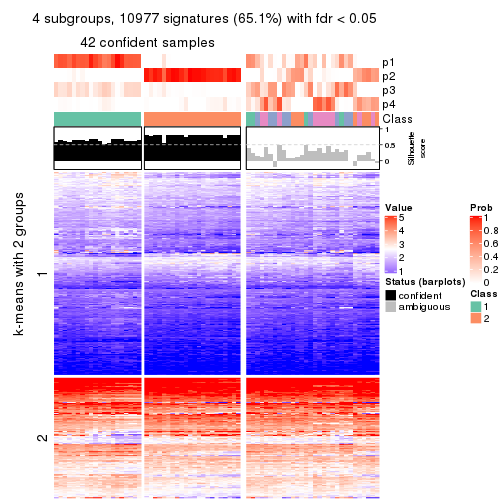 4 subgroups, 10977 signatures (65.1%) with fdr < 0.05
42 confident samples
p1
p2
p3
p4
Class
1
0.5
0
Silhouette
score
k-means with 2 groups
1
2
Value
5
4
3
2
1
Status (barplots)
confident
ambiguous
Prob
1
0.8
0.6
0.4
0.2
0
Class
1
2